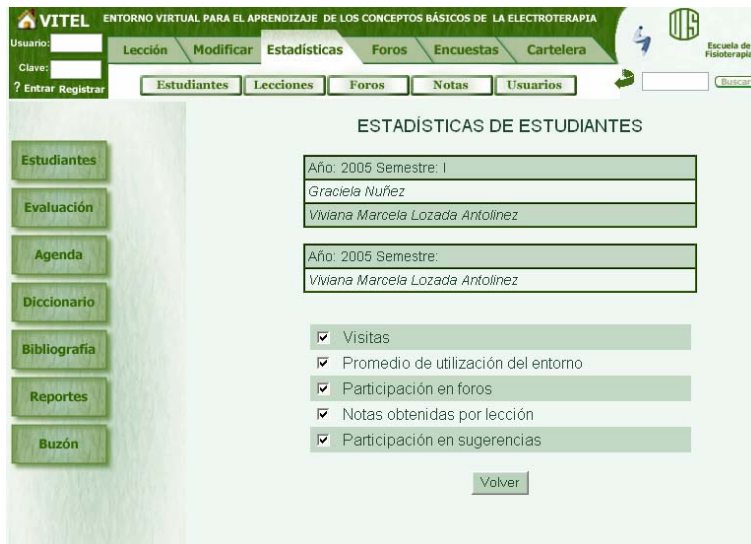 VITEL
ENTORNO VIRTUAL PARA EL APRENDIZAJE DE LOS CONCEPTOS BÁSICOS DE LA ELECTROTERAPIA
Usuario:
Clave:
? Entrar Registrar
Lección Modificar Estadísticas Foros Encuestas Cartelera
Escuela de
Fisioterapia
Estudiantes Lecciones Foros Notas Usuarios
Buscar
ESTADÍSTICAS DE ESTUDIANTES
Estudiantes
Evaluación
Agenda
Diccionario
Bibliografía
Reportes
Buzón
Año: 2005 Semestre: I
Graciela Nuñez
Viviana Marcela Lozada Antolinez
Año: 2005 Semestre:
Viviana Marcela Lozada Antolinez
Visitas
Promedio de utilización del entorno
Participación en foros
Notas obtenidas por lección
Participación en sugerencias
Volver